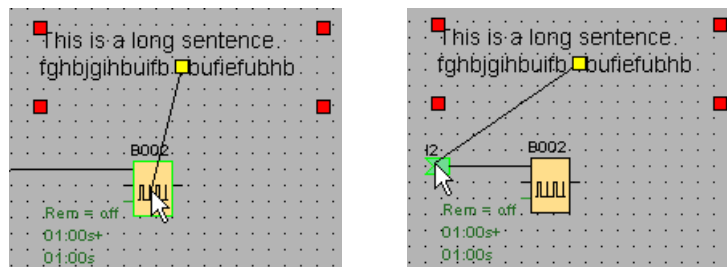 This is a long sentence.
fghbjgihbuifb bufiefubhb
B002
Rem = off
01:00s+
01:00s
This is a long sentence.
fghbjgihbuifb bufiefubhb
I2
B002
Rem = off
01:00s+
01:00s